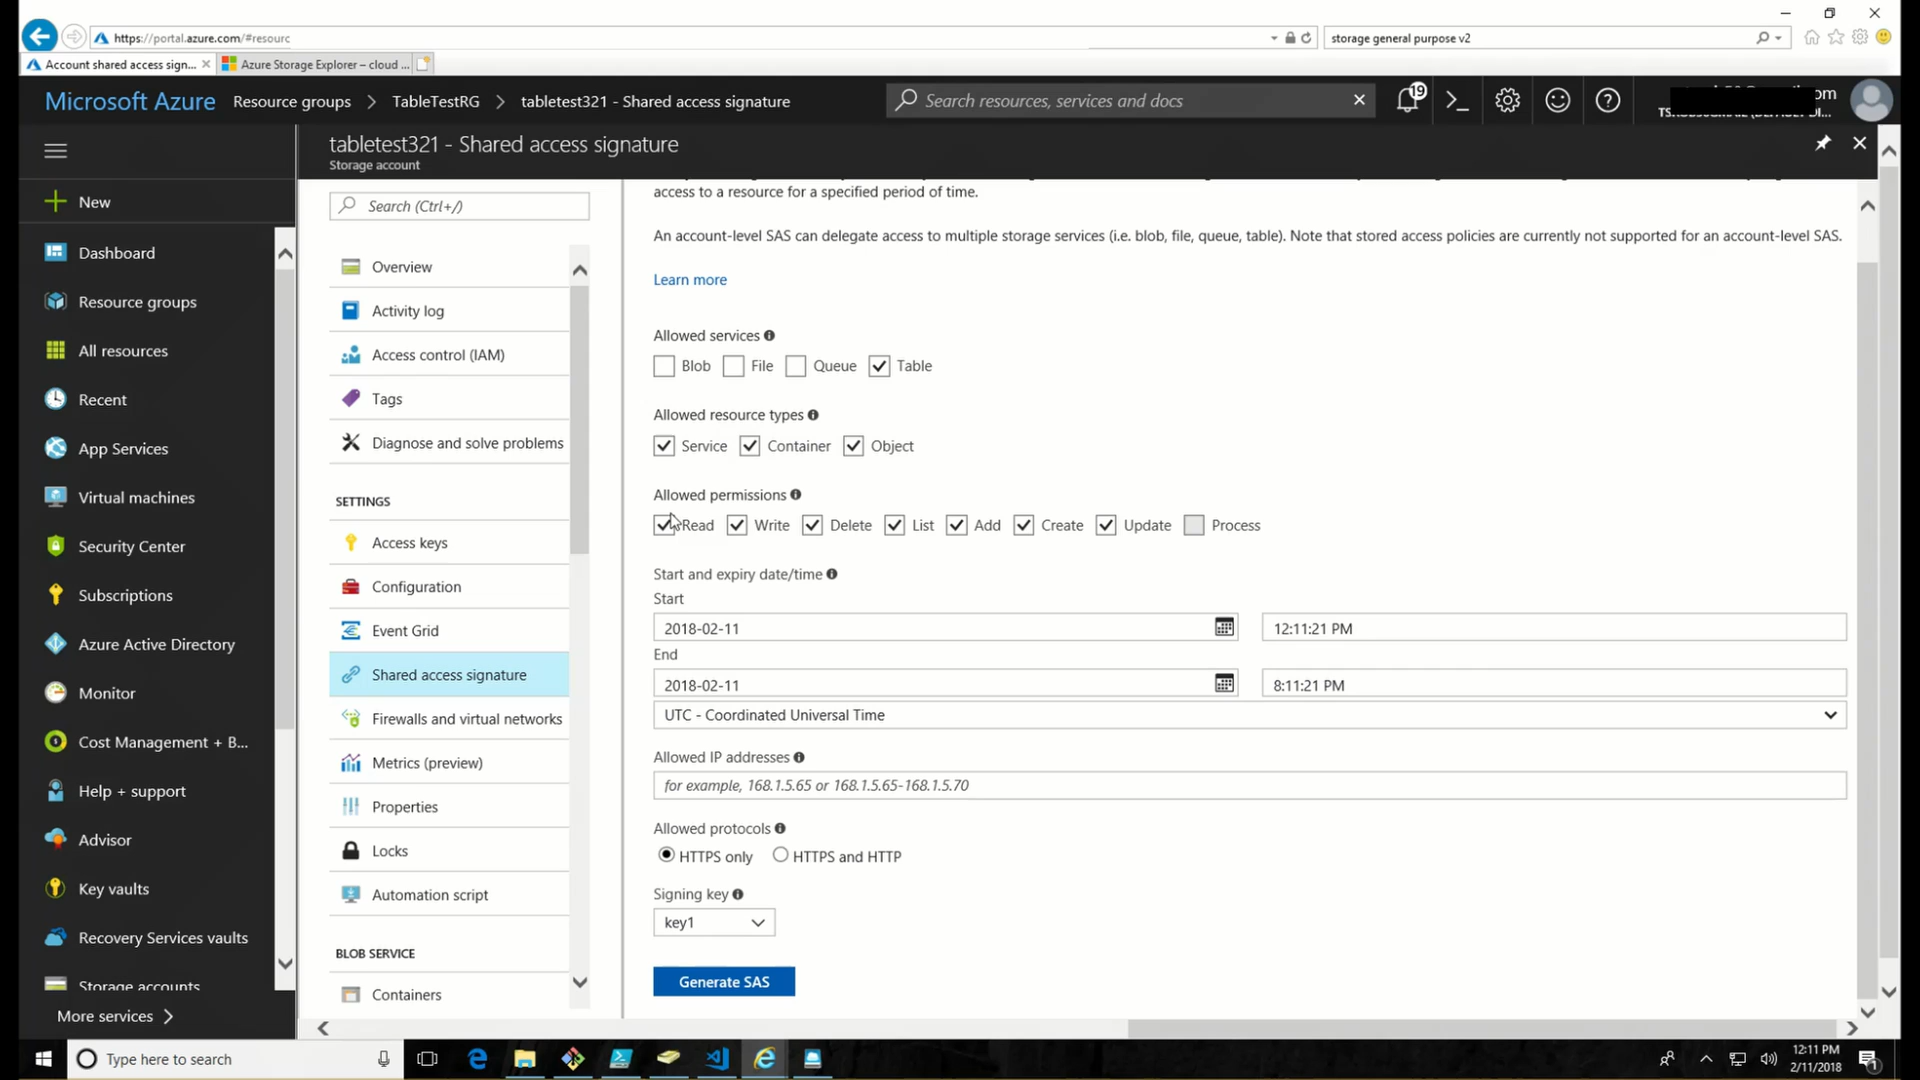 https://portal.azure.com/#resourc
storage general purpose v2
Account shared access sign...
Azure Storage Explorer – cloud ...
Microsoft Azure
Resource groups > TableTestRG > tabletest321 - Shared access signature
Search resources, services and docs
19
om
tabletest321 - Shared access signature
Storage account
New
Dashboard
Resource groups
All resources
Recent
App Services
Virtual machines
Security Center
Subscriptions
Azure Active Directory
Monitor
Cost Management + B...
Help + support
Advisor
Key vaults
Recovery Services vaults
Storage accounts
More services >
Search (Ctrl+/)
Overview
Activity log
Access control (IAM)
Tags
Diagnose and solve problems
SETTINGS
Access keys
Configuration
Event Grid
Shared access signature
Firewalls and virtual networks
Metrics (preview)
Properties
Locks
Automation script
BLOB SERVICE
Containers
access to a resource for a specified period of time.
An account-level SAS can delegate access to multiple storage services (i.e. blob, file, queue, table). Note that stored access policies are currently not supported for an account-level SAS.
Learn more
Allowed services
Blob File Queue Table
Allowed resource types
Service Container Object
Allowed permissions
Read Write Delete List Add Create Update Process
Start and expiry date/time
Start
2018-02-11 12:11:21 PM
End
2018-02-11 8:11:21 PM
UTC - Coordinated Universal Time
Allowed IP addresses
for example, 168.1.5.65 or 168.1.5.65-168.1.5.70
Allowed protocols
HTTPS only HTTPS and HTTP
Signing key
key1
Generate SAS
Type here to search
12:11 PM
2/11/2018
1